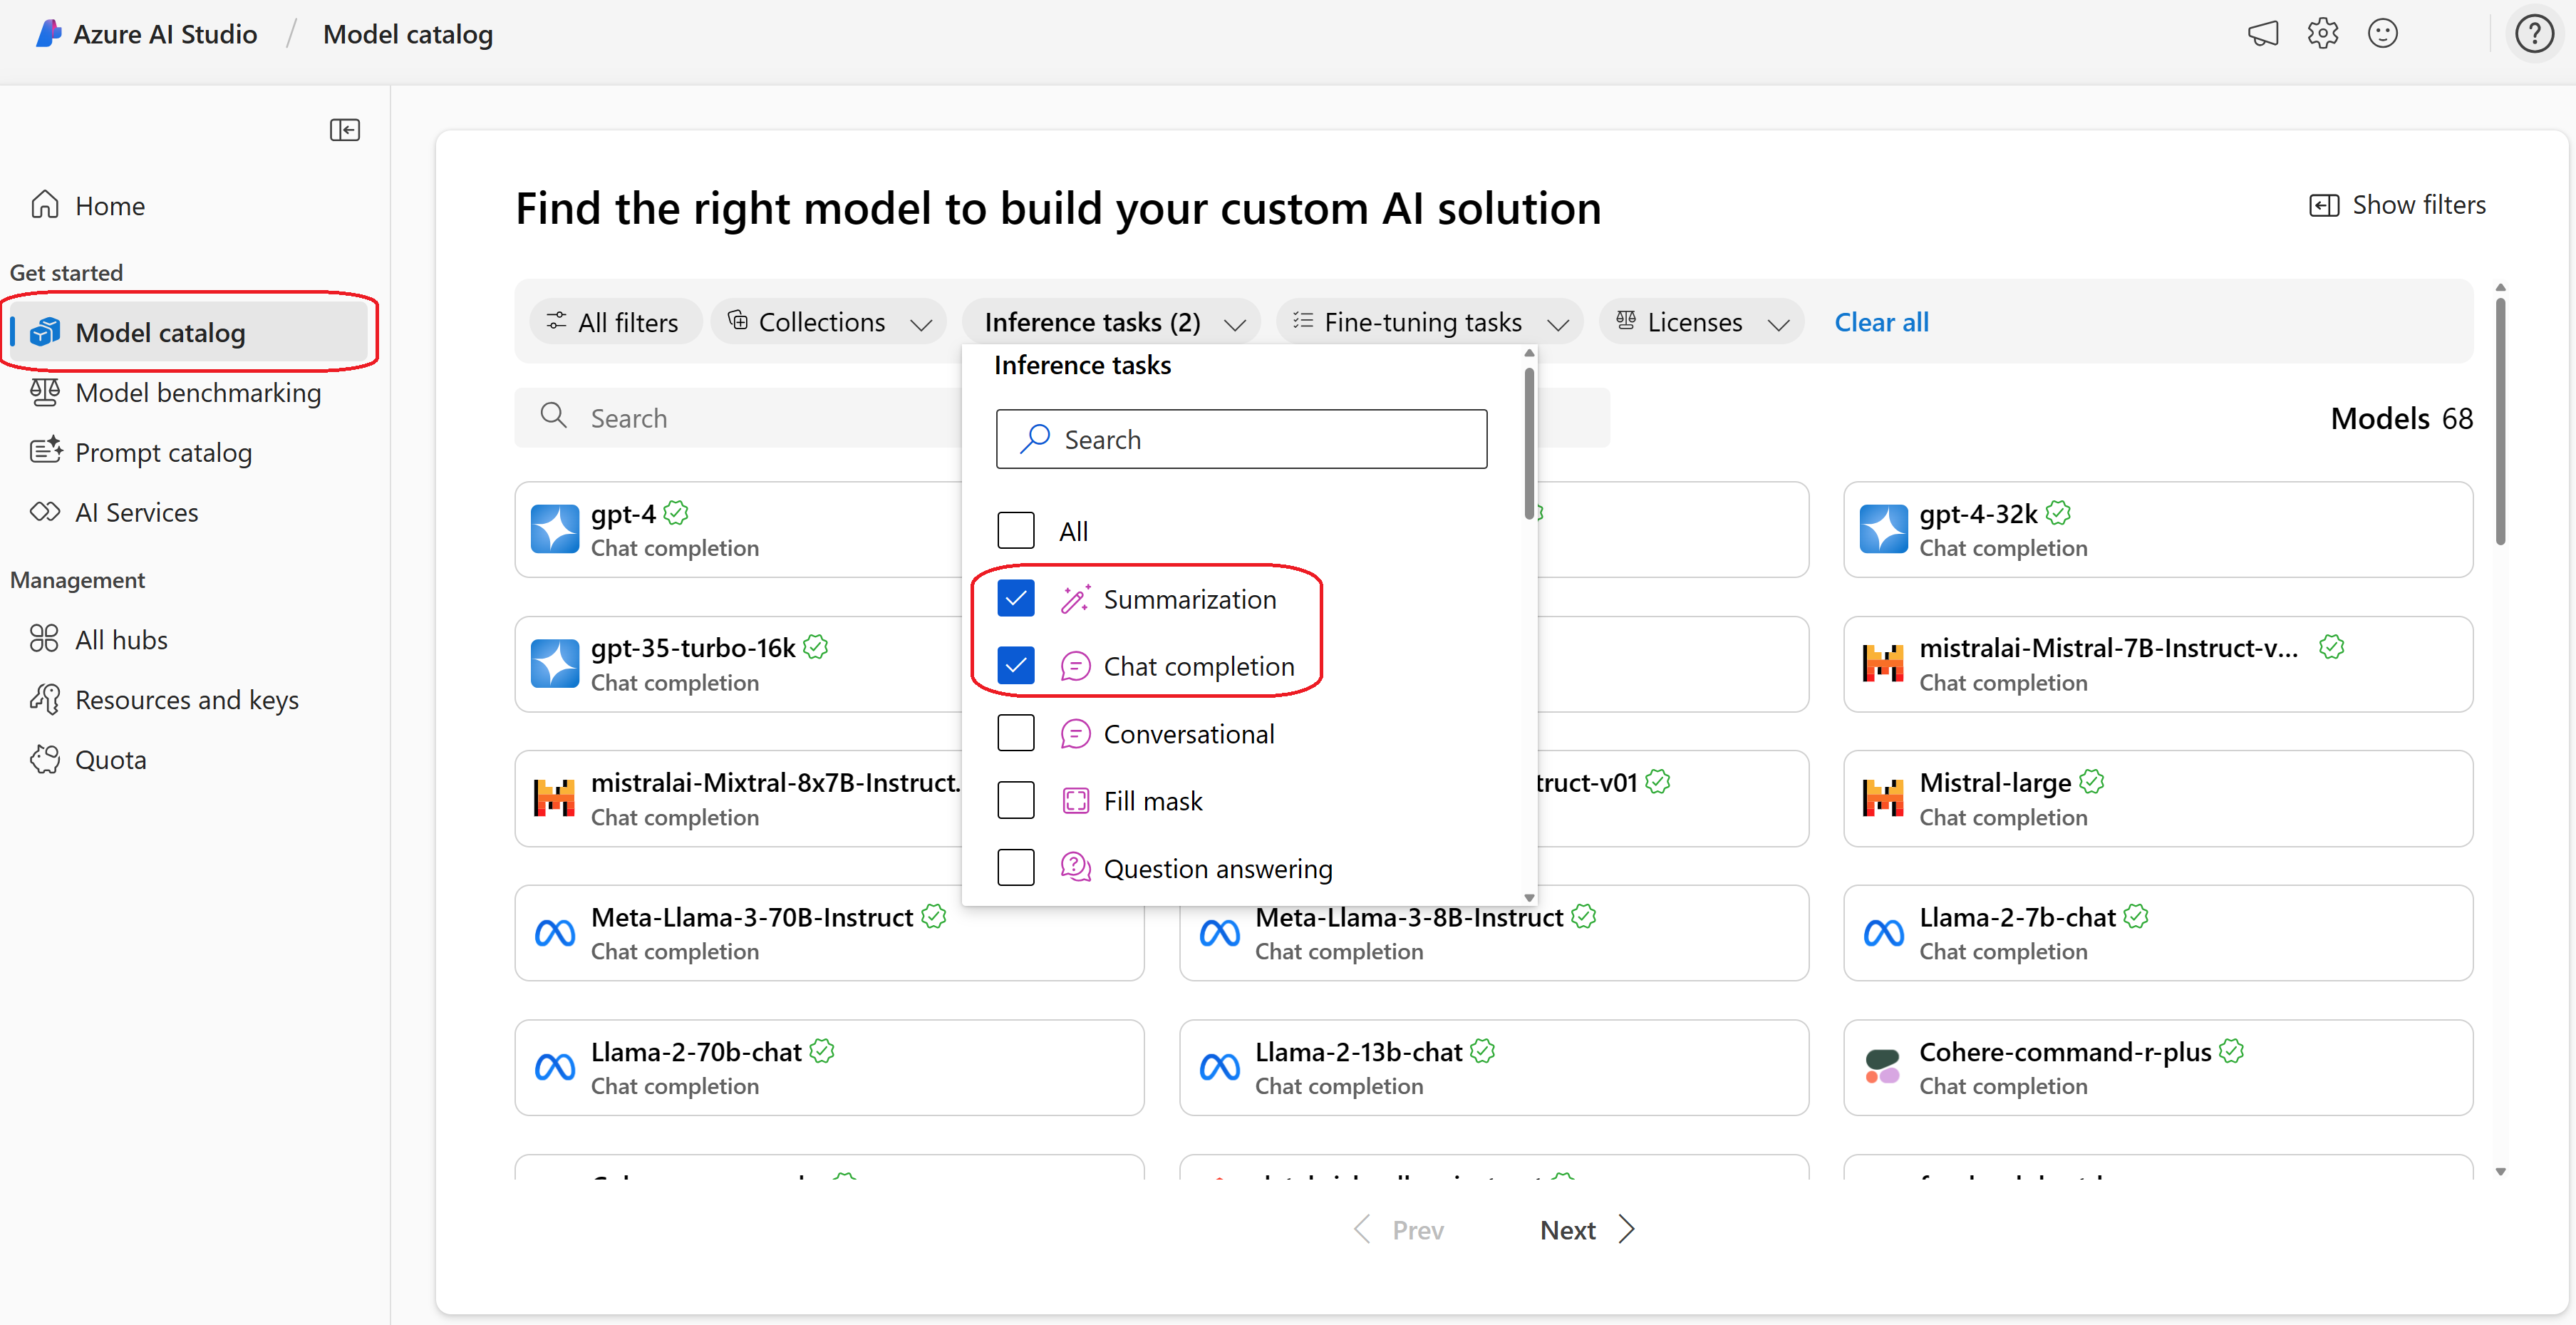 Azure AI Studio / Model catalog
Home
Get started
Model catalog
Model benchmarking
Prompt catalog
AI Services
Management
All hubs
Resources and keys
Quota
Find the right model to build your custom AI solution
Show filters
All filters
Collections
Inference tasks (2)
Fine-tuning tasks
Licenses
Clear all
Search
Models 68
Inference tasks
Search
All
Summarization
Chat completion
Conversational
Fill mask
Question answering
gpt-4
Chat completion
gpt-4-32k
Chat completion
gpt-35-turbo-16k
Chat completion
mistralai-Mistral-7B-Instruct-v...
Chat completion
mistralai-Mixtral-8x7B-Instruct.
Chat completion
truct-v01
Mistral-large
Chat completion
Meta-Llama-3-70B-Instruct
Chat completion
Meta-Llama-3-8B-Instruct
Chat completion
Llama-2-7b-chat
Chat completion
Llama-2-70b-chat
Chat completion
Llama-2-13b-chat
Chat completion
Cohere-command-r-plus
Chat completion
Prev
Next